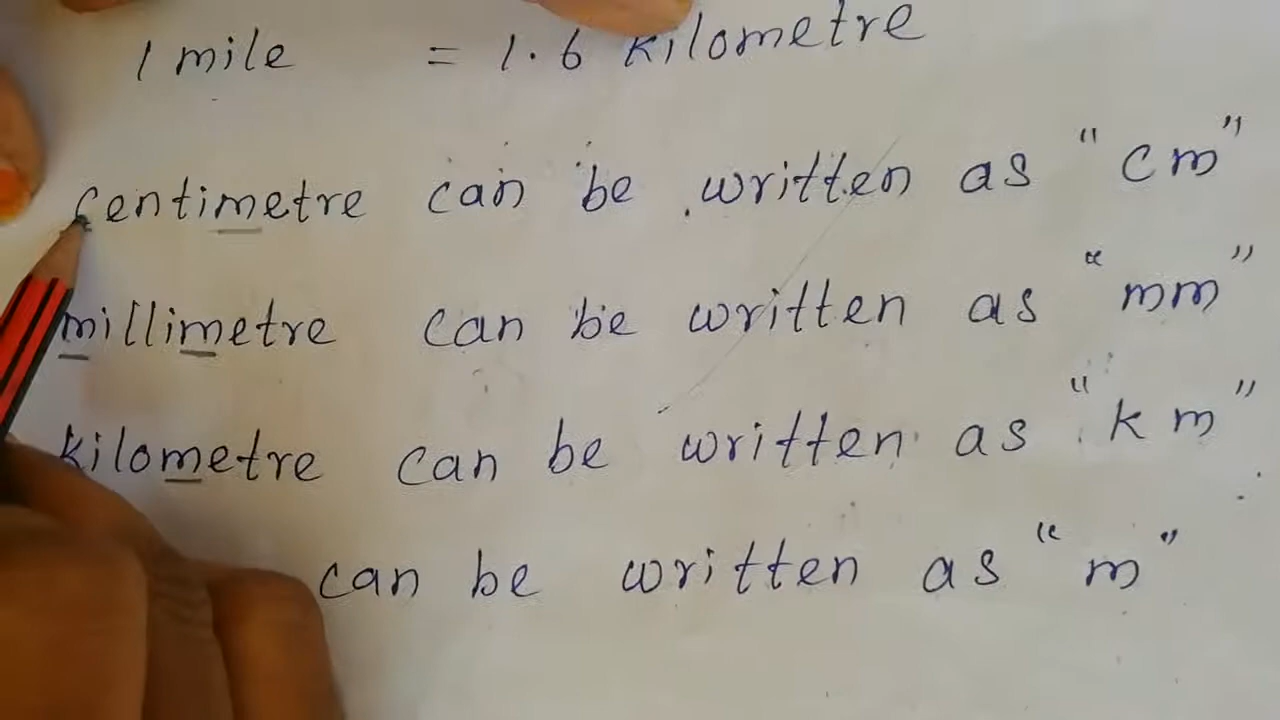 1 mile = 1.6 kilometre
centimetre can be written as "cm"
millimetre can be written as "mm"
kilometre can be written as "km"
can be written as "m"